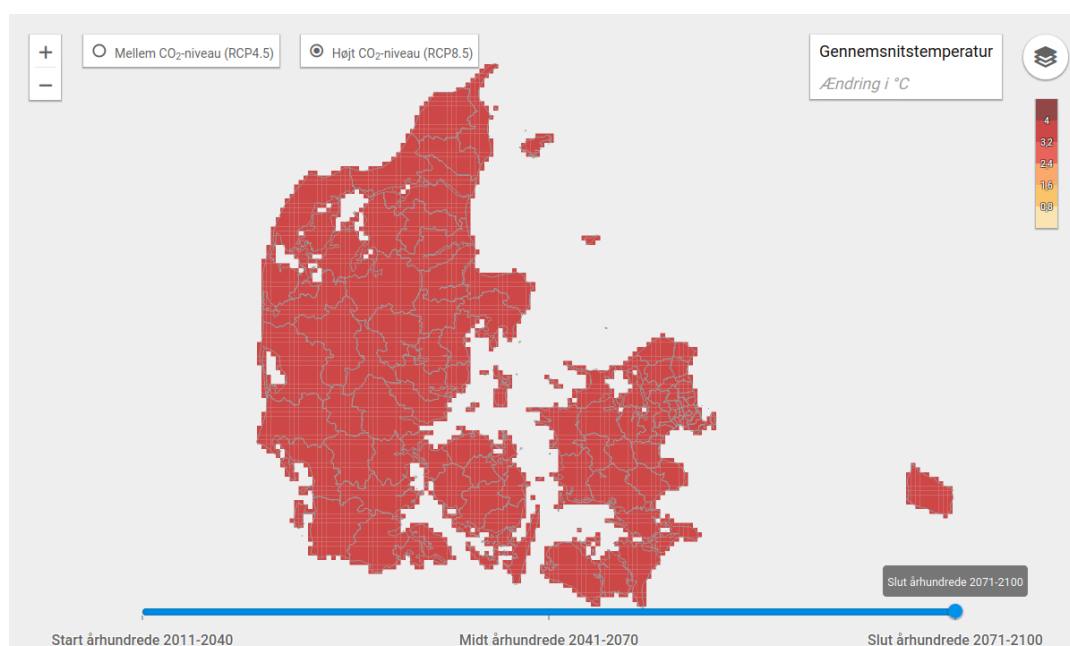 +
−
Mellem CO₂-niveau (RCP4.5)
Højt CO₂-niveau (RCP8.5)
Gennemsnitstemperatur
Ændring i °C
4
3,2
2,4
1,6
0,8
Slut århundrede 2071-2100
Start århundrede 2011-2040
Midt århundrede 2041-2070
Slut århundrede 2071-2100